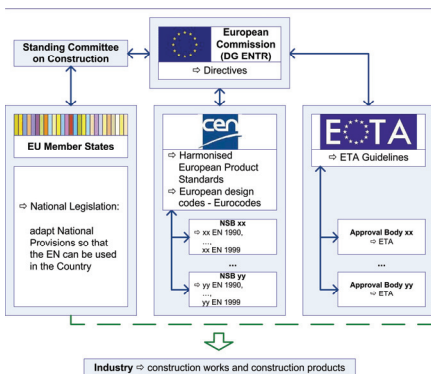 European
Commission
(DG ENTR)
⇨ Directives
Standing Committee
on Construction
EU Member States
⇨ National Legislation:
adapt National
Provisions so that
the EN can be used
in the Country
cen
⇨ Harmonised
European Product
Standards
⇨ European design
codes - Eurocodes
NSB xx
⇨ xx EN 1990,
…,
xx EN 1999
...
NSB yy
⇨ yy EN 1990,
…,
yy EN 1999
EOTA
⇨ ETA Guidelines
Approval Body xx
⇨ ETA
...
Approval Body yy
⇨ ETA
Industry ⇨ construction works and construction products